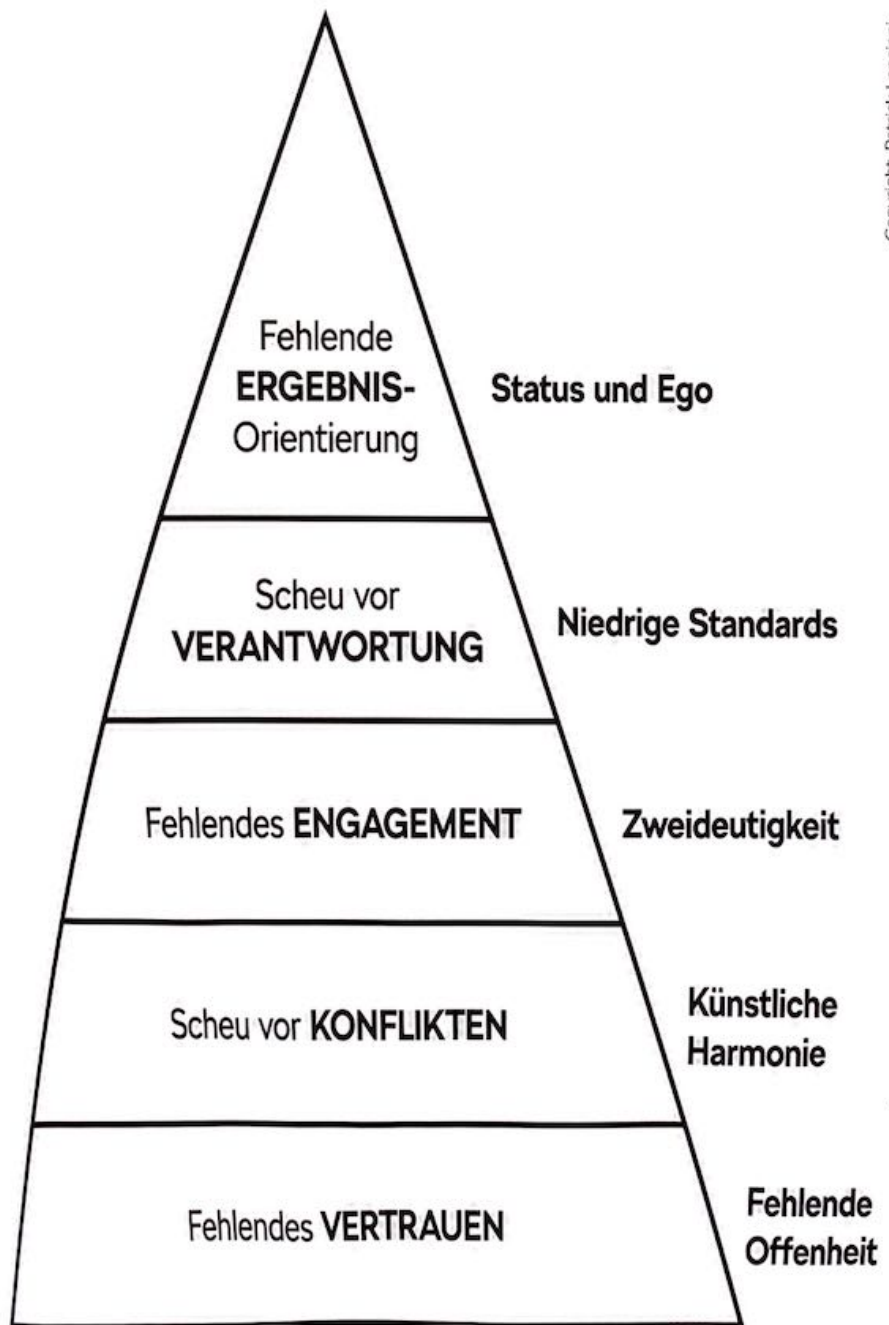 Fehlende
ERGEBNIS-
Orientierung
Status und Ego
Scheu vor
VERANTWORTUNG
Niedrige Standards
Fehlendes ENGAGEMENT
Zweideutigkeit
Scheu vor KONFLIKTEN
Künstliche
Harmonie
Fehlendes VERTRAUEN
Fehlende
Offenheit